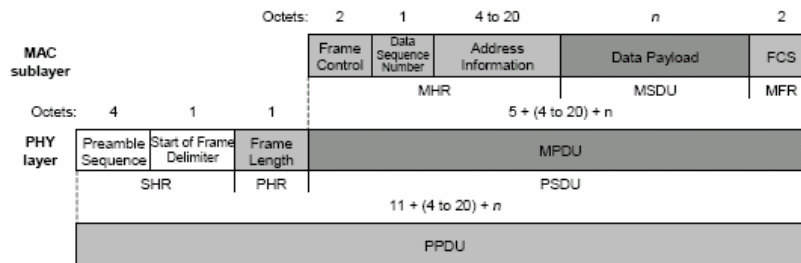 Octets: 2 1 4 to 20 n 2
MAC sublayer
Frame Control
Data Sequence Number
Address Information
Data Payload
FCS
MHR MSDU MFR
Octets: 4 1 1 5 + (4 to 20) + n
PHY layer
Preamble Sequence
Start of Frame Delimiter
Frame Length
MPDU
SHR PHR PSDU
11 + (4 to 20) + n
PPDU